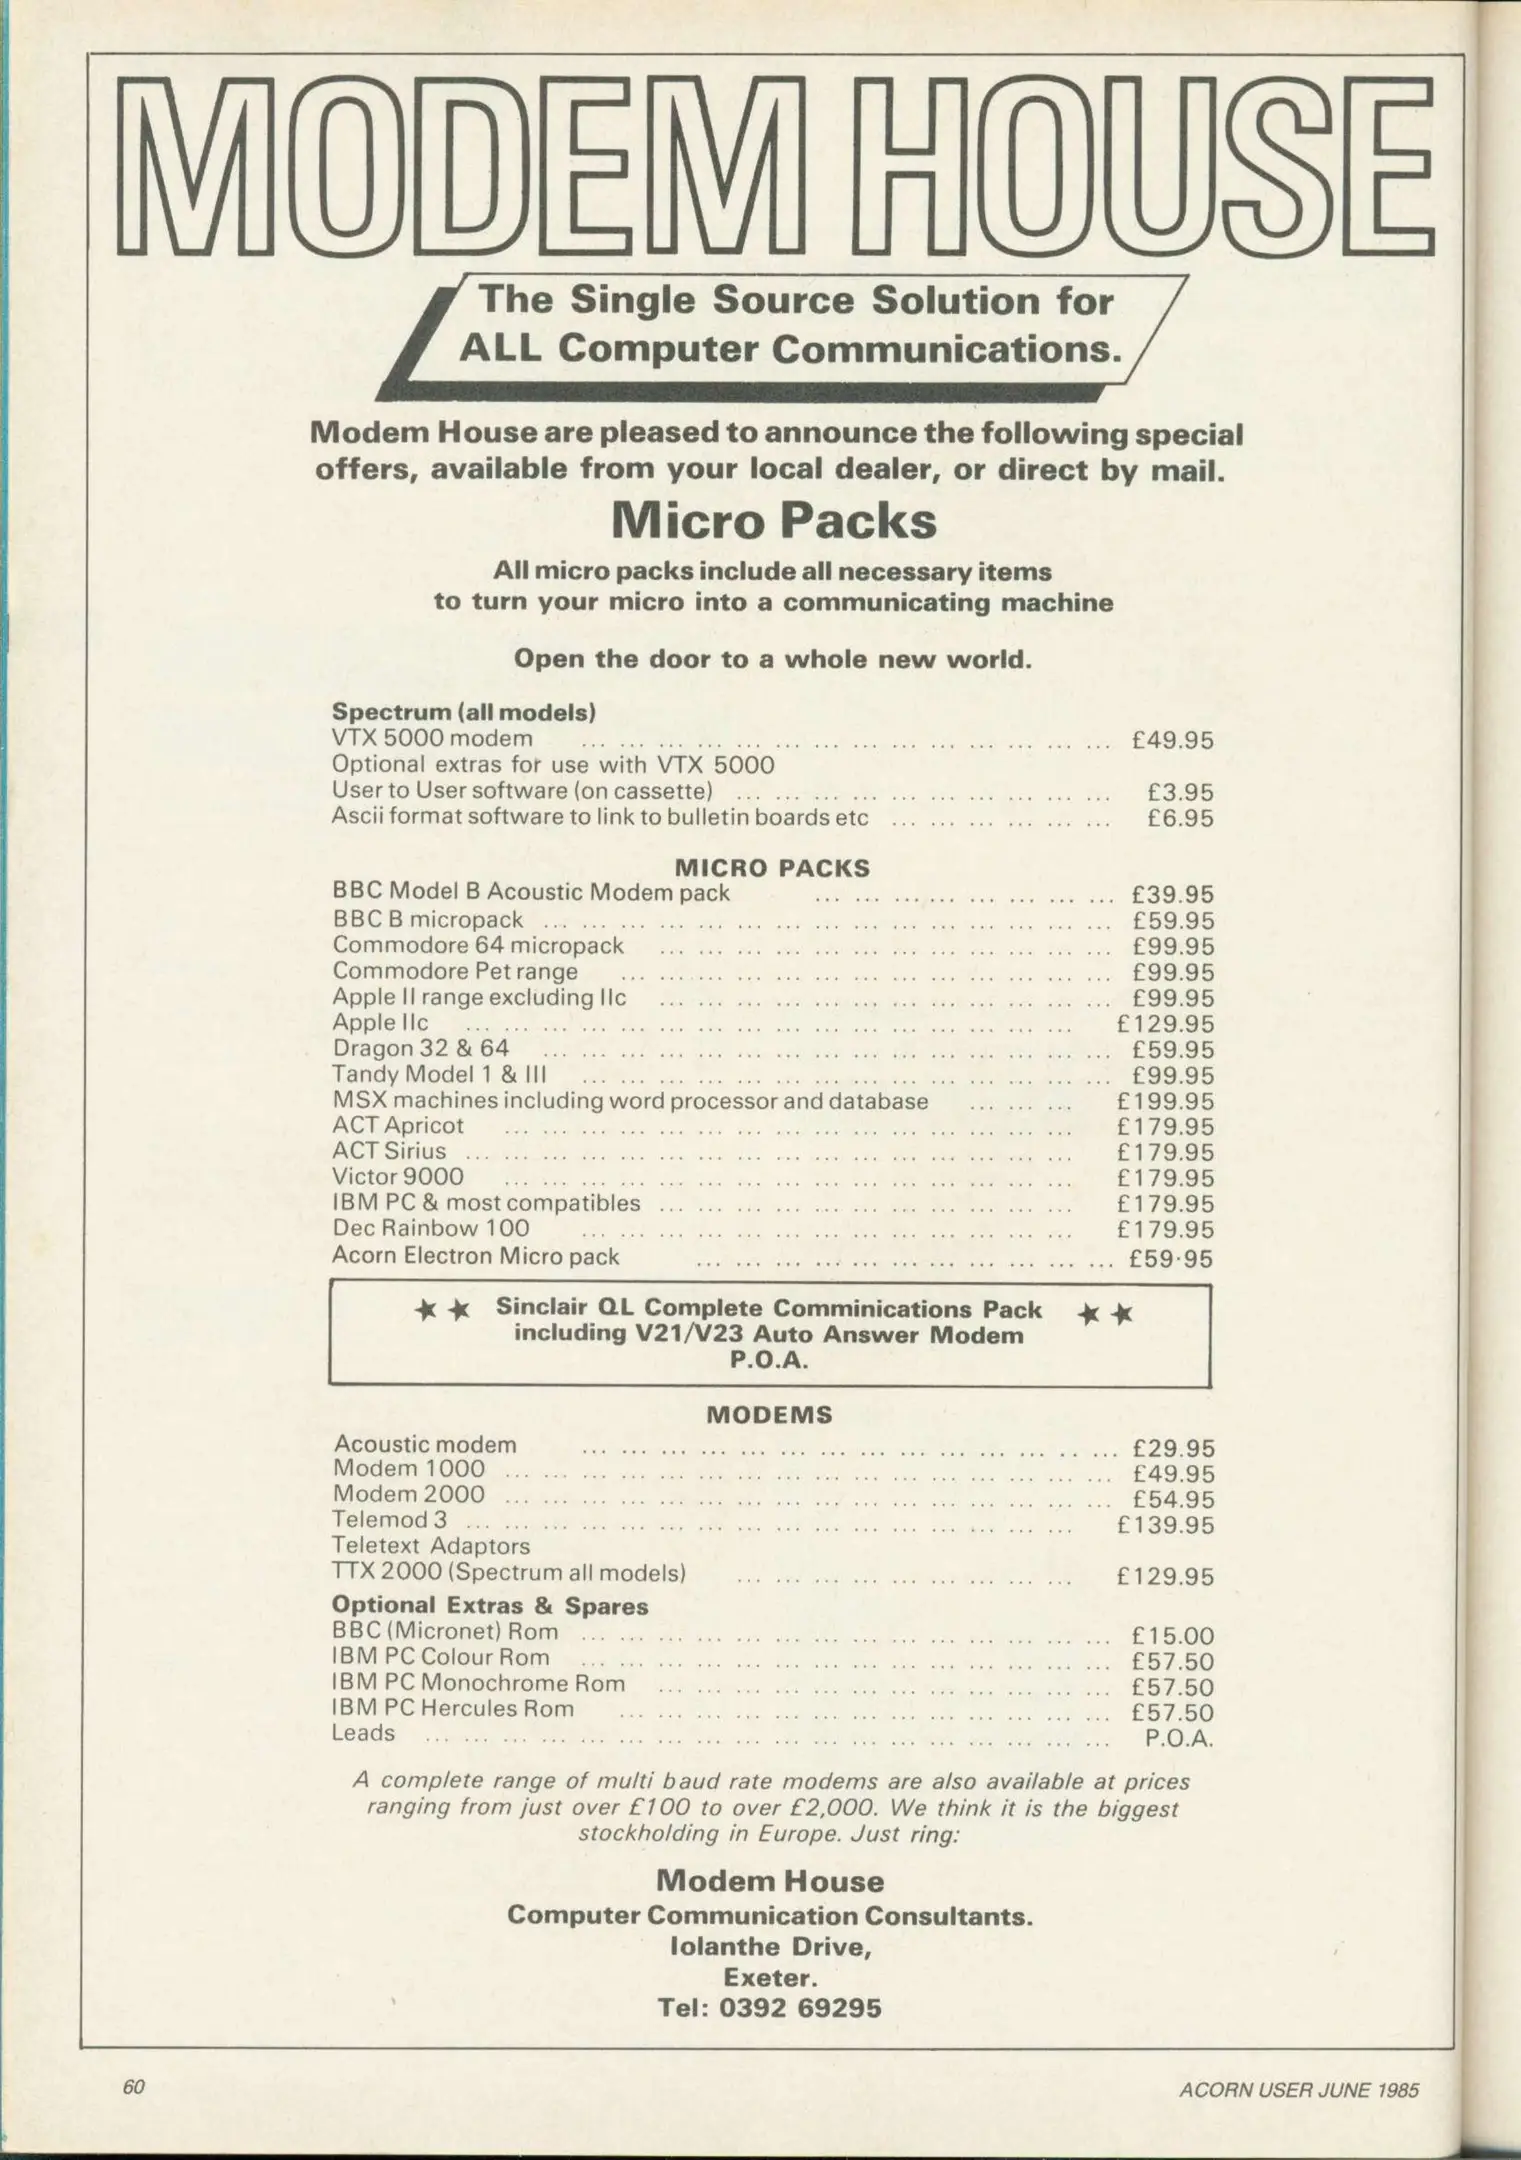 MODEM HOUSE
The Single Source Solution for
ALL Computer Communications.
Modem House are pleased to announce the following special
offers, available from your local dealer, or direct by mail.
Micro Packs
All micro packs include all necessary items
to turn your micro into a communicating machine
Open the door to a whole new world.
Spectrum (all models)
VTX 5000 modem ... £49.95
Optional extras for use with VTX 5000
User to User software (on cassette) ... £3.95
Ascii format software to link to bulletin boards etc ... £6.95
MICRO PACKS
BBC Model B Acoustic Modem pack ... £39.95
BBC B micropack ... £59.95
Commodore 64 micropack ... £99.95
Commodore Pet range ... £99.95
Apple II range excluding IIc ... £99.95
Apple IIc ... £129.95
Dragon 32 & 64 ... £59.95
Tandy Model 1 & III ... £99.95
MSX machines including word processor and database ... £199.95
ACT Apricot ... £179.95
ACT Sirius ... £179.95
Victor 9000 ... £179.95
IBM PC & most compatibles ... £179.95
Dec Rainbow 100 ... £179.95
Acorn Electron Micro pack ... £59·95
★ ★ Sinclair QL Complete Comminications Pack ★ ★
including V21/V23 Auto Answer Modem
P.O.A.
MODEMS
Acoustic modem ... £29.95
Modem 1000 ... £49.95
Modem 2000 ... £54.95
Telemod 3 ... £139.95
Teletext Adaptors
TTX 2000 (Spectrum all models) ... £129.95
Optional Extras & Spares
BBC (Micronet) Rom ... £15.00
IBM PC Colour Rom ... £57.50
IBM PC Monochrome Rom ... £57.50
IBM PC Hercules Rom ... £57.50
Leads ... P.O.A.
A complete range of multi baud rate modems are also available at prices
ranging from just over £100 to over £2,000. We think it is the biggest
stockholding in Europe. Just ring:
Modem House
Computer Communication Consultants.
Iolanthe Drive,
Exeter.
Tel: 0392 69295
60
ACORN USER JUNE 1985